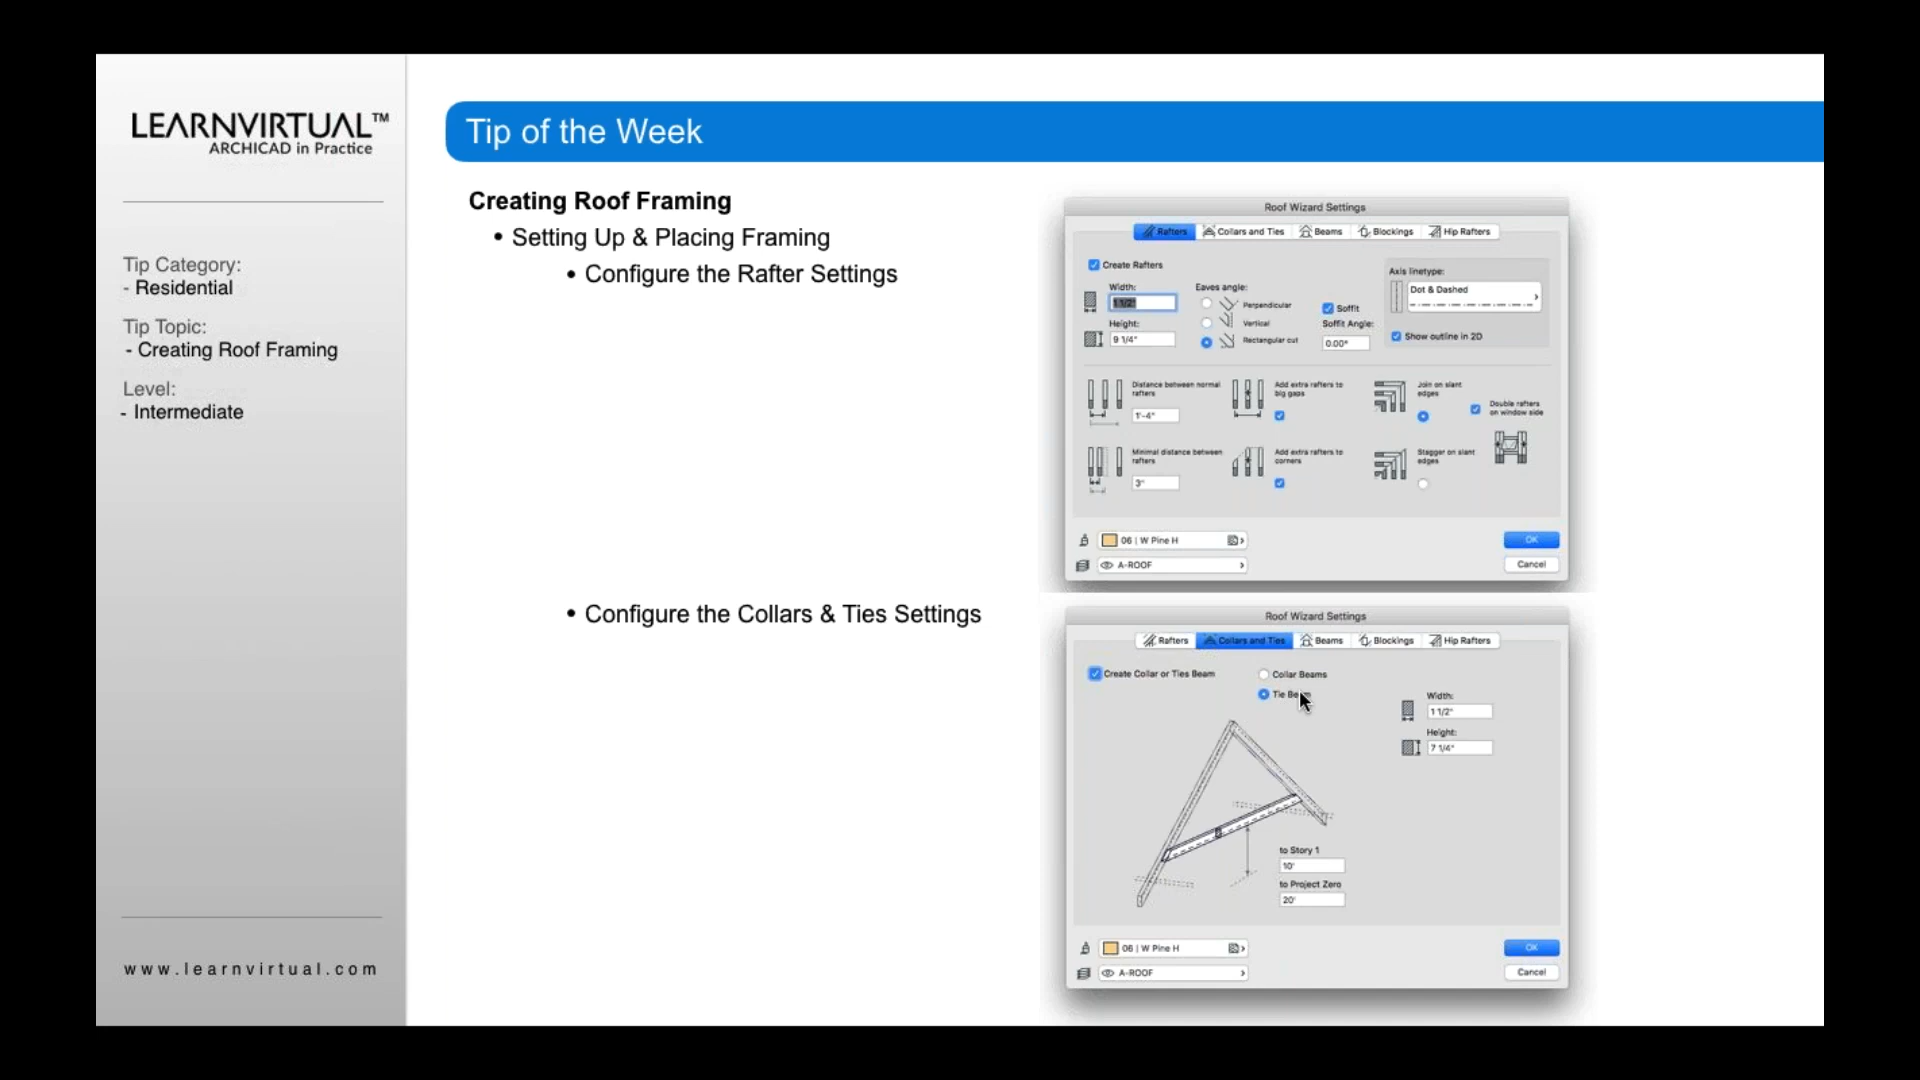 LEARNVIRTUAL™
ARCHICAD in Practice
Tip Category:
- Residential
Tip Topic:
- Creating Roof Framing
Level:
- Intermediate
www.learnvirtual.com
Tip of the Week
Creating Roof Framing
• Setting Up & Placing Framing
• Configure the Rafter Settings
• Configure the Collars & Ties Settings
Roof Wizard Settings
Rafters Collars and Ties Beams Blockings Hip Rafters
Create Rafters
Width:
1 1/2"
Height:
9 1/4"
Eaves angle:
Perpendicular
Vertical
Rectangular cut
Soffit
Soffit Angle:
0.00°
Axis linetype:
Dot & Dashed
Show outline in 2D
Distance between normal
rafters
1'-4"
Add extra rafters to
big gaps
Join on slant
edges
Double rafters
on window side
Minimal distance between
rafters
3"
Add extra rafters to
corners
Stagger on slant
edges
06 | W Pine H
OK
A-ROOF
Cancel
Roof Wizard Settings
Rafters Collars and Ties Beams Blockings Hip Rafters
Create Collar or Ties Beam
Collar Beams
Tie
Width:
1 1/2"
Height:
7 1/4"
to Story 1
10'
to Project Zero
20'
06 | W Pine H
OK
A-ROOF
Cancel